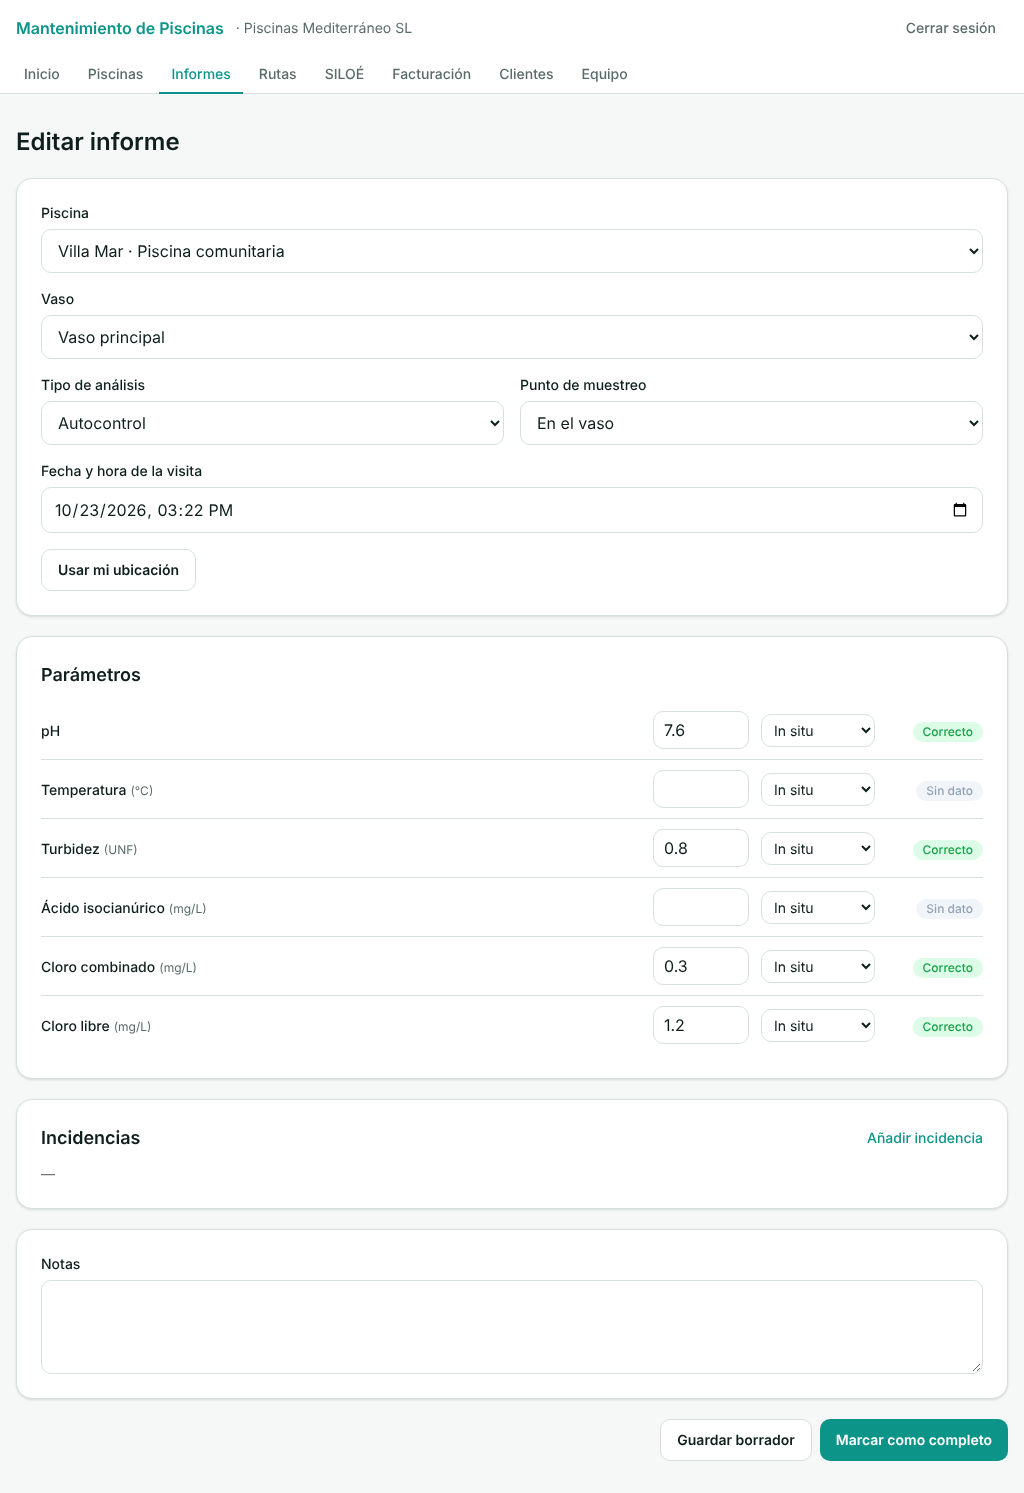 Mantenimiento de Piscinas · Piscinas Mediterráneo SL Cerrar sesión
Inicio Piscinas Informes Rutas SILOÉ Facturación Clientes Equipo
Editar informe
Piscina
Villa Mar · Piscina comunitaria
Vaso
Vaso principal
Tipo de análisis Punto de muestreo
Autocontrol En el vaso
Fecha y hora de la visita
10/23/2026, 03:22 PM
Usar mi ubicación
Parámetros
pH 7.6 In situ Correcto
Temperatura (°C) In situ Sin dato
Turbidez (UNF) 0.8 In situ Correcto
Ácido isocianúrico (mg/L) In situ Sin dato
Cloro combinado (mg/L) 0.3 In situ Correcto
Cloro libre (mg/L) 1.2 In situ Correcto
Incidencias Añadir incidencia
—
Notas
Guardar borrador Marcar como completo